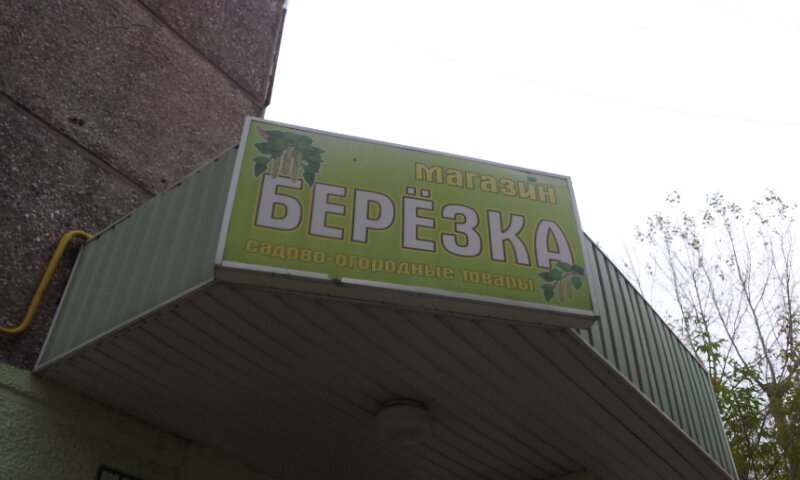 магазин
БЕРЁЗКА
садово-огородные товары